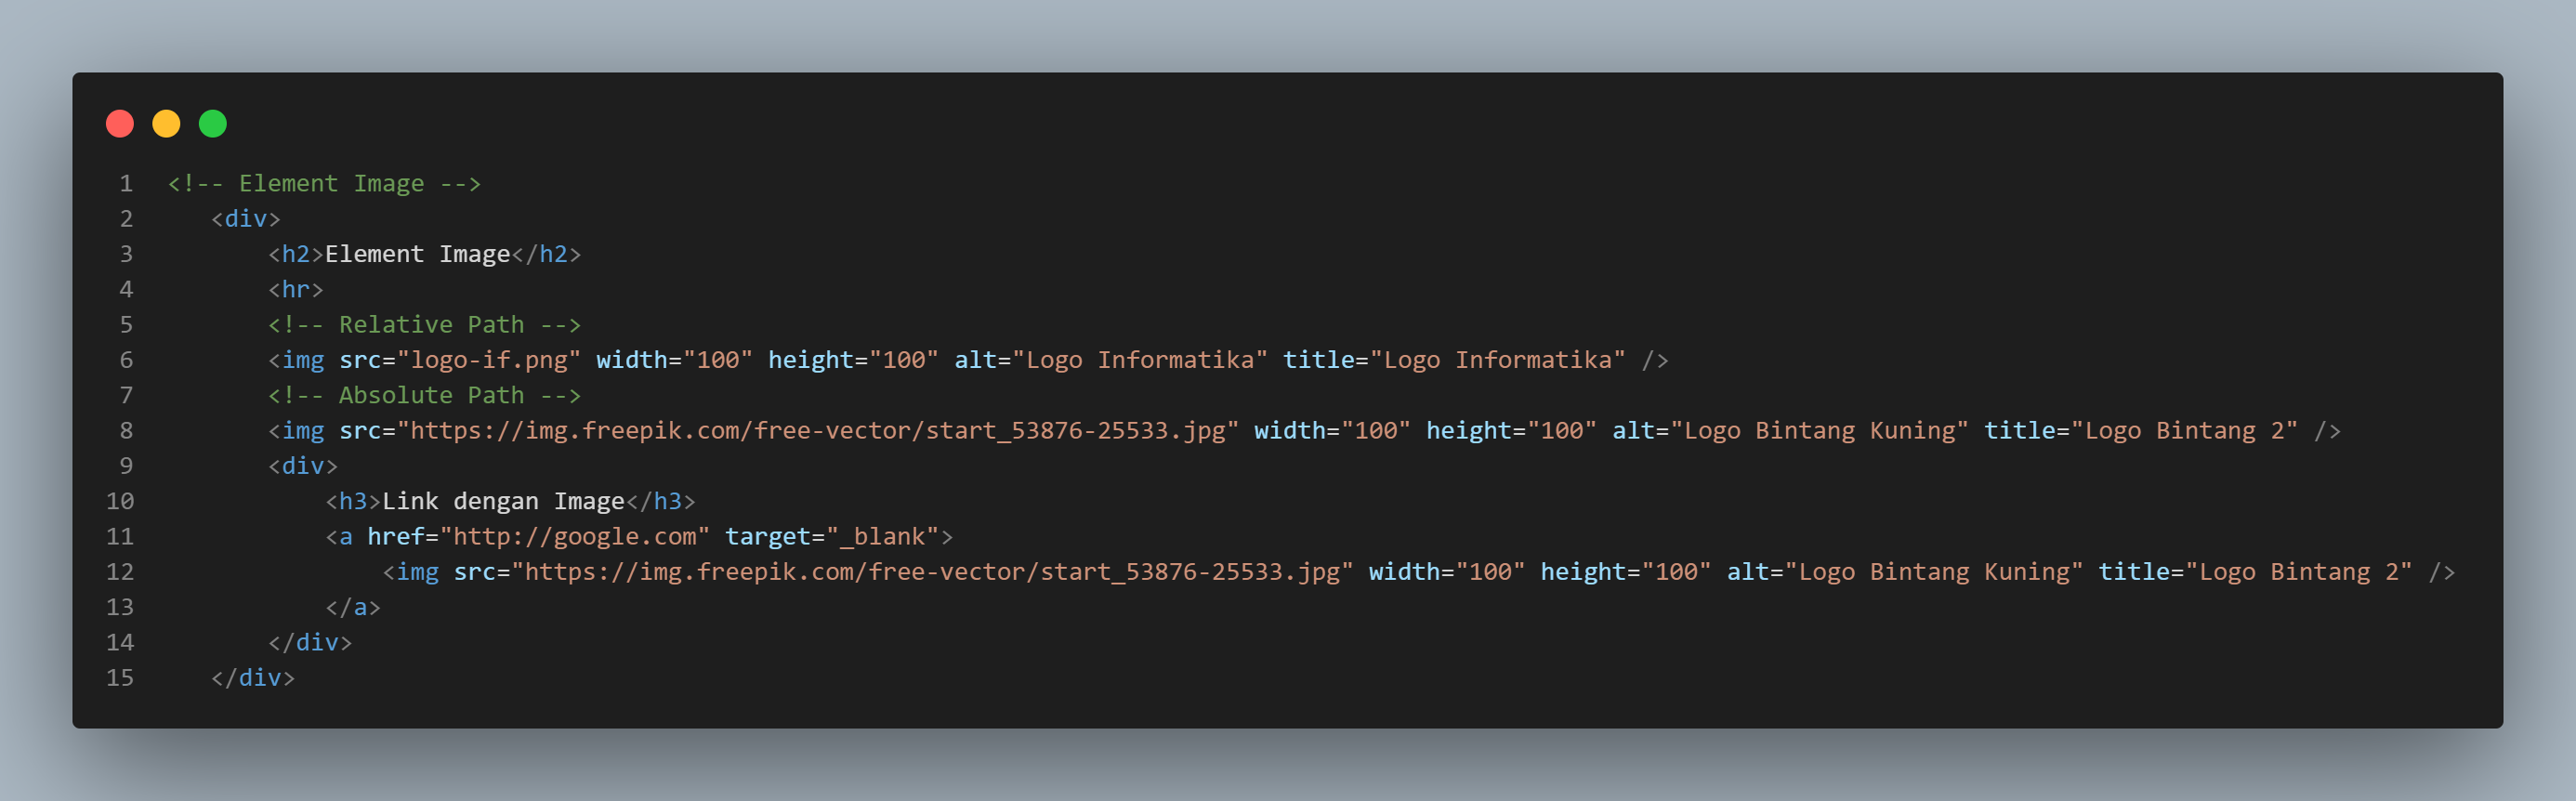 1 <!-- Element Image -->
2    <div>
3        <h2>Element Image</h2>
4        <hr>
5        <!-- Relative Path -->
6        <img src="logo-if.png" width="100" height="100" alt="Logo Informatika" title="Logo Informatika" />
7        <!-- Absolute Path -->
8        <img src="https://img.freepik.com/free-vector/start_53876-25533.jpg" width="100" height="100" alt="Logo Bintang Kuning" title="Logo Bintang 2" />
9        <div>
10            <h3>Link dengan Image</h3>
11            <a href="http://google.com" target="_blank">
12                <img src="https://img.freepik.com/free-vector/start_53876-25533.jpg" width="100" height="100" alt="Logo Bintang Kuning" title="Logo Bintang 2" />
13            </a>
14        </div>
15    </div>